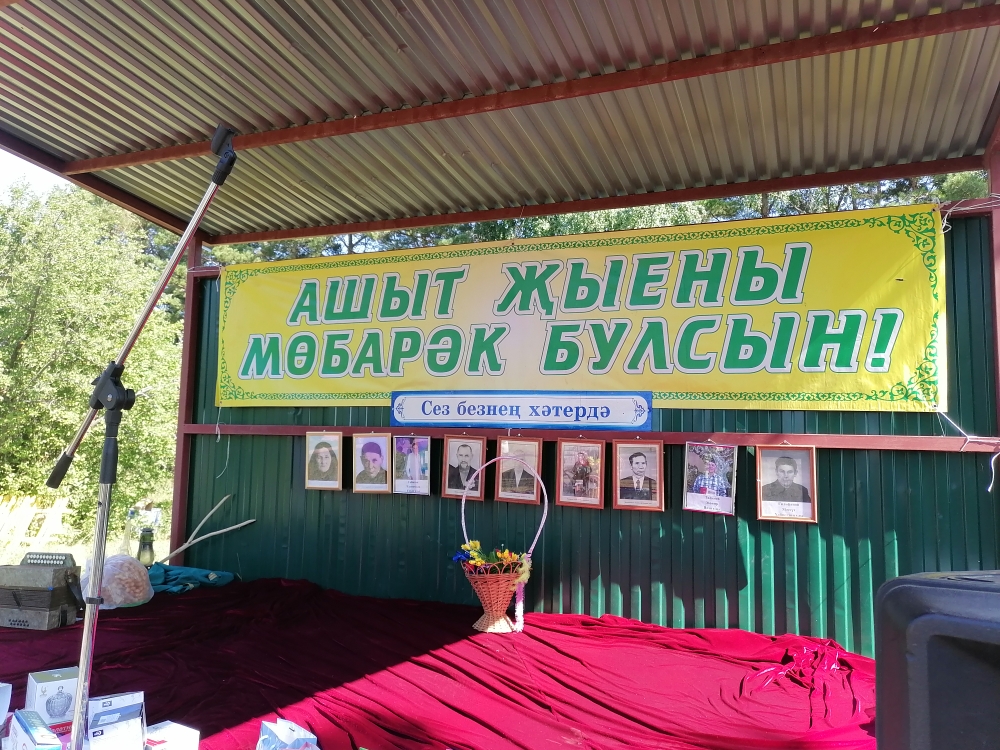 АШЫТ ҖЫЕНЫ
МӨБАРӘК БУЛСЫН!
Сез безнең хәтердә